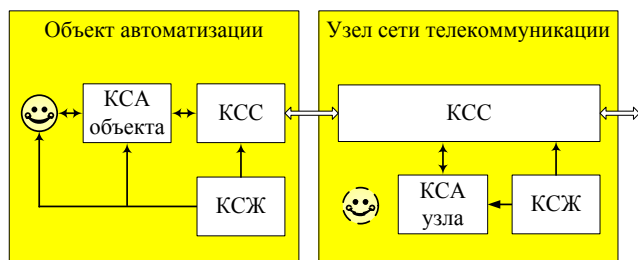 Объект автоматизации
КСА
объекта
КСС
КСЖ
Узел сети телекоммуникации
КСС
КСА
узла
КСЖ